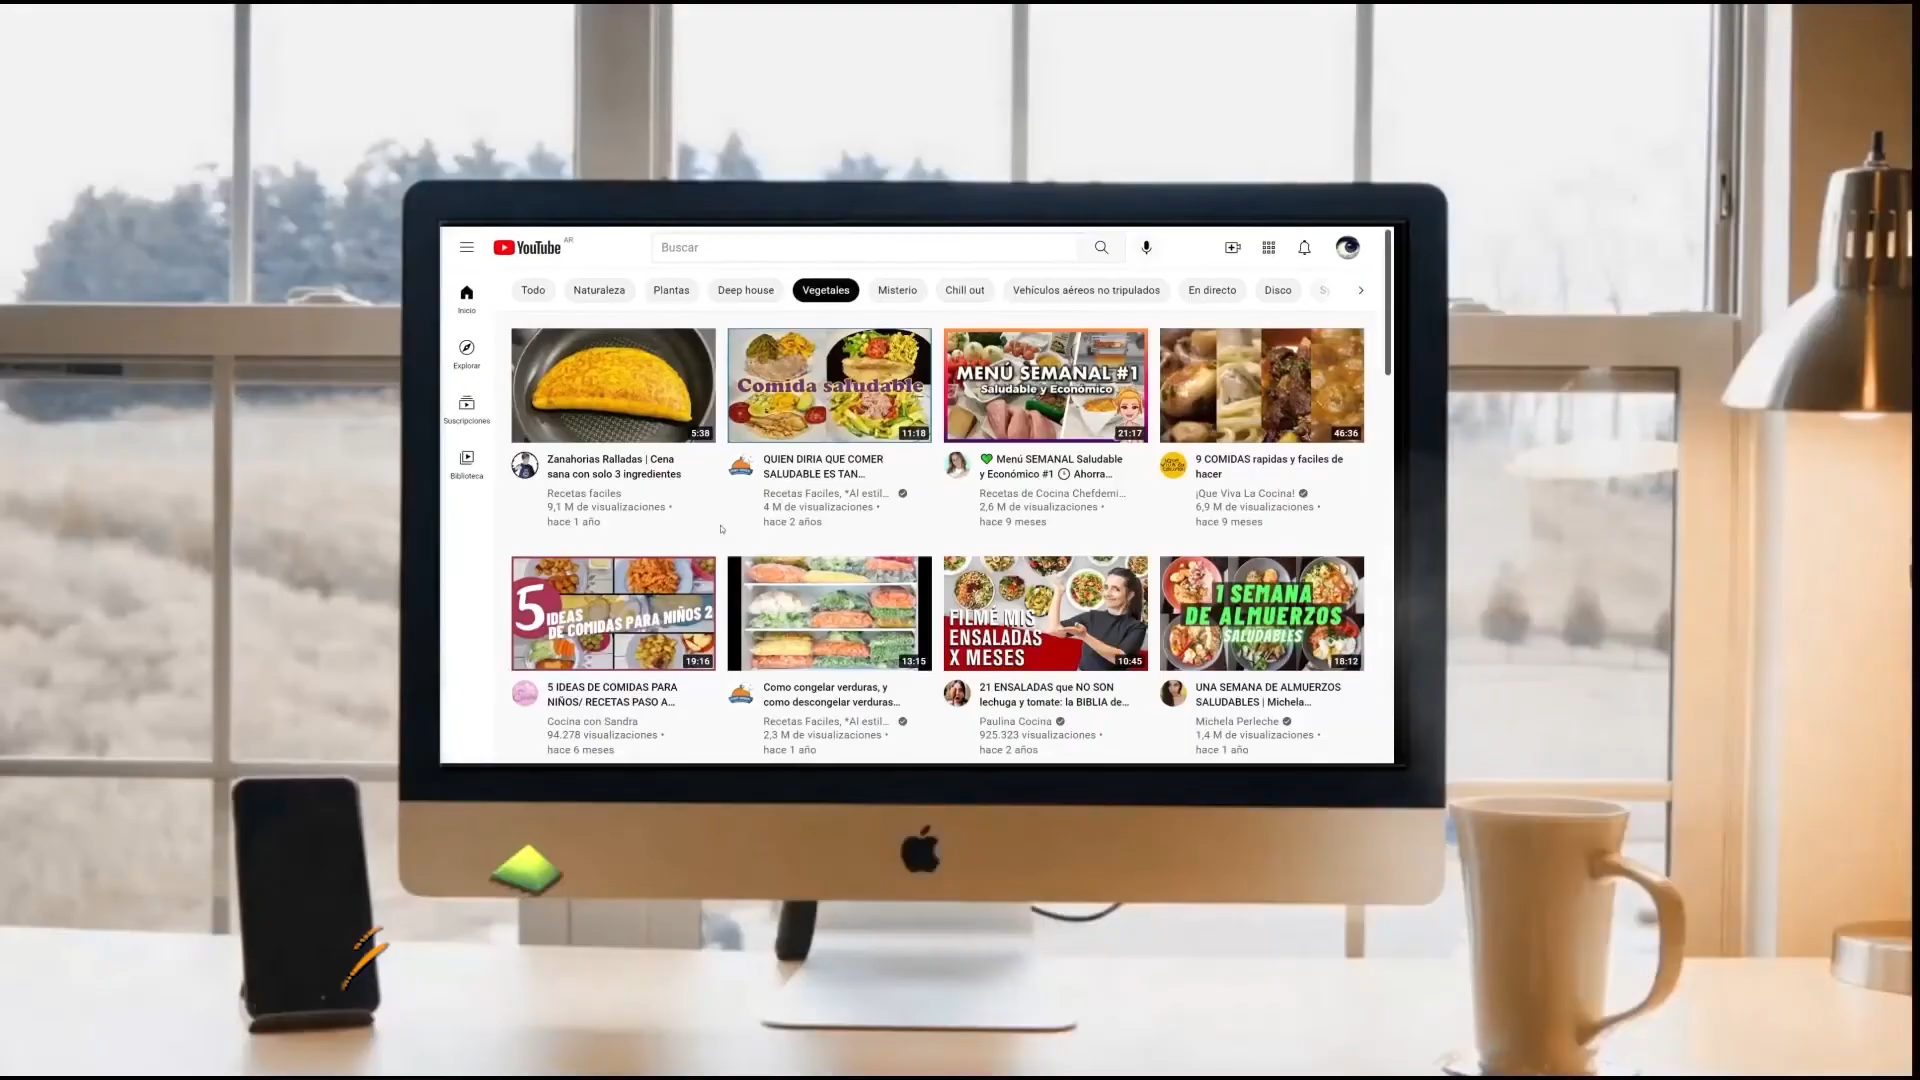 YouTube AR
Buscar
Todo
Naturaleza
Plantas
Deep house
Vegetales
Misterio
Chill out
Vehículos aéreos no tripulados
En directo
Disco
Inicio
Explorar
Suscripciones
Biblioteca
5:38
Comida saludable
11:18
MENÚ SEMANAL #1
Saludable y Económico
21:17
46:36
Zanahorias Ralladas | Cena
sana con solo 3 ingredientes
Recetas faciles
9,1 M de visualizaciones •
hace 1 año
QUIEN DIRIA QUE COMER
SALUDABLE ES TAN...
Recetas Faciles, *Al estil...
4 M de visualizaciones •
hace 2 años
💚 Menú SEMANAL Saludable
y Económico #1 🕒 Ahorra...
Recetas de Cocina Chefdemi...
2,6 M de visualizaciones •
hace 9 meses
9 COMIDAS rapidas y faciles de
hacer
¡Que Viva La Cocina!
6,9 M de visualizaciones •
hace 9 meses
5 IDEAS
DE COMIDAS PARA NIÑOS 2
19:16
13:15
FILMÉ MIS
ENSALADAS
X MESES
10:45
1 SEMANA
DE ALMUERZOS
SALUDABLES
18:12
5 IDEAS DE COMIDAS PARA
NIÑOS/ RECETAS PASO A...
Cocina con Sandra
94.278 visualizaciones •
hace 6 meses
Como congelar verduras, y
como descongelar verduras...
Recetas Faciles, *Al estil...
2,3 M de visualizaciones •
hace 1 año
21 ENSALADAS que NO SON
lechuga y tomate: la BIBLIA de...
Paulina Cocina
925.323 visualizaciones •
hace 2 años
UNA SEMANA DE ALMUERZOS
SALUDABLES | Michela...
Michela Perleche
1,4 M de visualizaciones •
hace 1 año